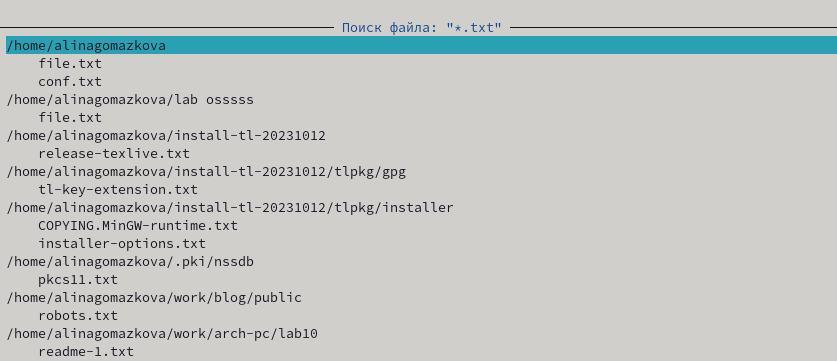 Поиск файла: "*.txt"
/home/alinagomazkova
file.txt
conf.txt
/home/alinagomazkova/lab osssss
file.txt
/home/alinagomazkova/install-tl-20231012
release-texlive.txt
/home/alinagomazkova/install-tl-20231012/tlpkg/gpg
tl-key-extension.txt
/home/alinagomazkova/install-tl-20231012/tlpkg/installer
COPYING.MinGW-runtime.txt
installer-options.txt
/home/alinagomazkova/.pki/nssdb
pkcs11.txt
/home/alinagomazkova/work/blog/public
robots.txt
/home/alinagomazkova/work/arch-pc/lab10
readme-1.txt